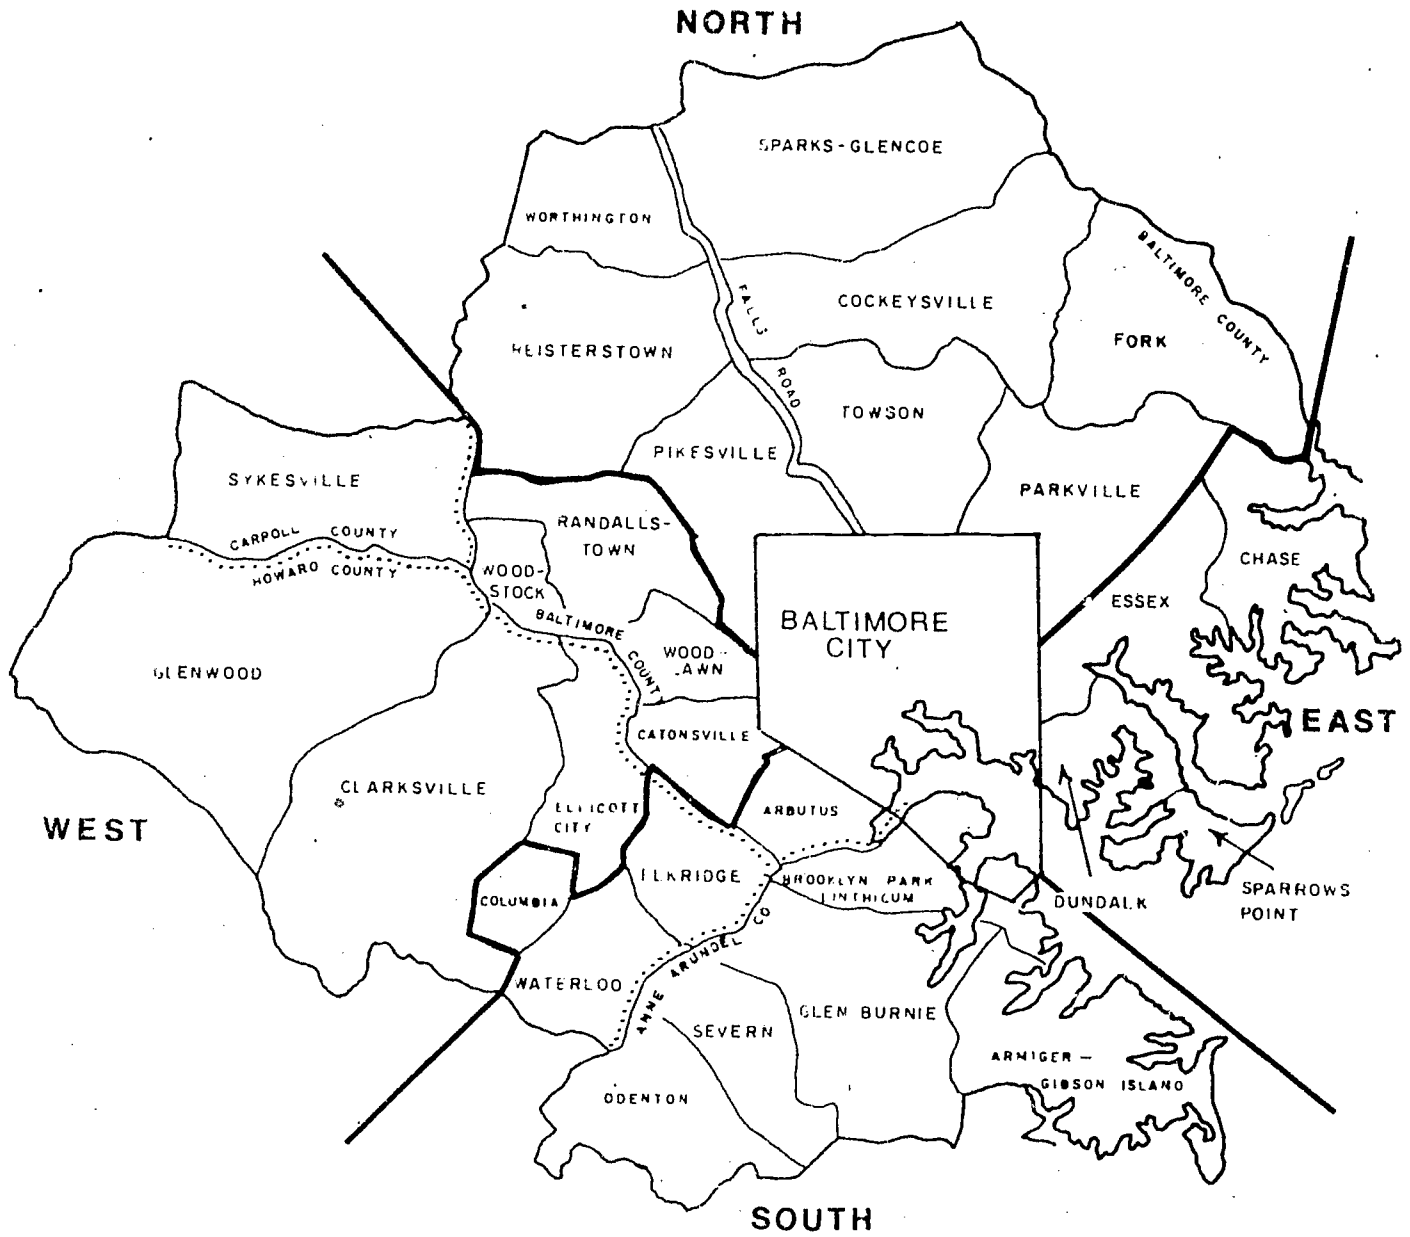 NORTH
SPARKS-GLENCOE
WORTHINGTON
BALTIMORE COUNTY
FALLS ROAD
COCKEYSVILLE
FORK
REISTERSTOWN
TOWSON
PIKESVILLE
PARKVILLE
SYKESVILLE
RANDALLS-
TOWN
CARROLL COUNTY
HOWARD COUNTY
CHASE
WOOD-
STOCK
ESSEX
BALTIMORE COUNTY
BALTIMORE
CITY
WOOD-
LAWN
GLENWOOD
EAST
CATONSVILLE
CLARKSVILLE
WEST
ELLICOTT
CITY
ARBUTUS
ELKRIDGE
BROOKLYN PARK
LINTHICUM
COLUMBIA
DUNDALK
SPARROWS
POINT
ANNE ARUNDEL CO
WATERLOO
GLEN BURNIE
SEVERN
ARMIGER-
GIBSON ISLAND
ODENTON
SOUTH